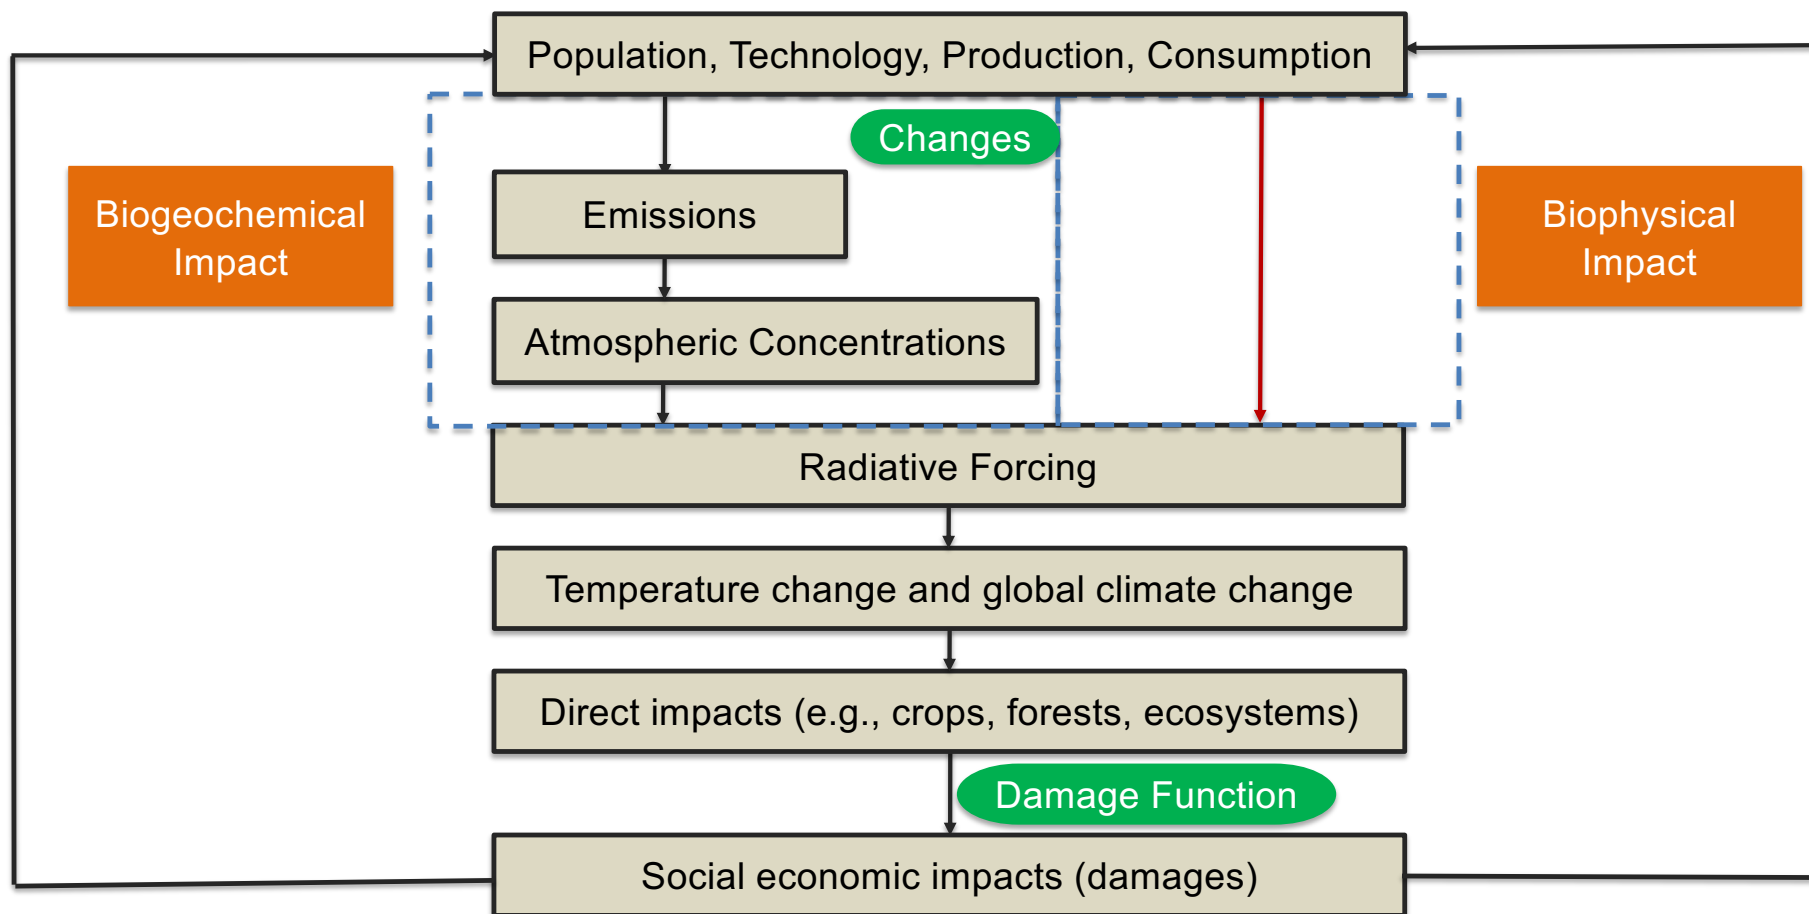 Population, Technology, Production, Consumption
Changes
Biogeochemical
Impact
Emissions
Biophysical
Impact
Atmospheric Concentrations
Radiative Forcing
Temperature change and global climate change
Direct impacts (e.g., crops, forests, ecosystems)
Damage Function
Social economic impacts (damages)